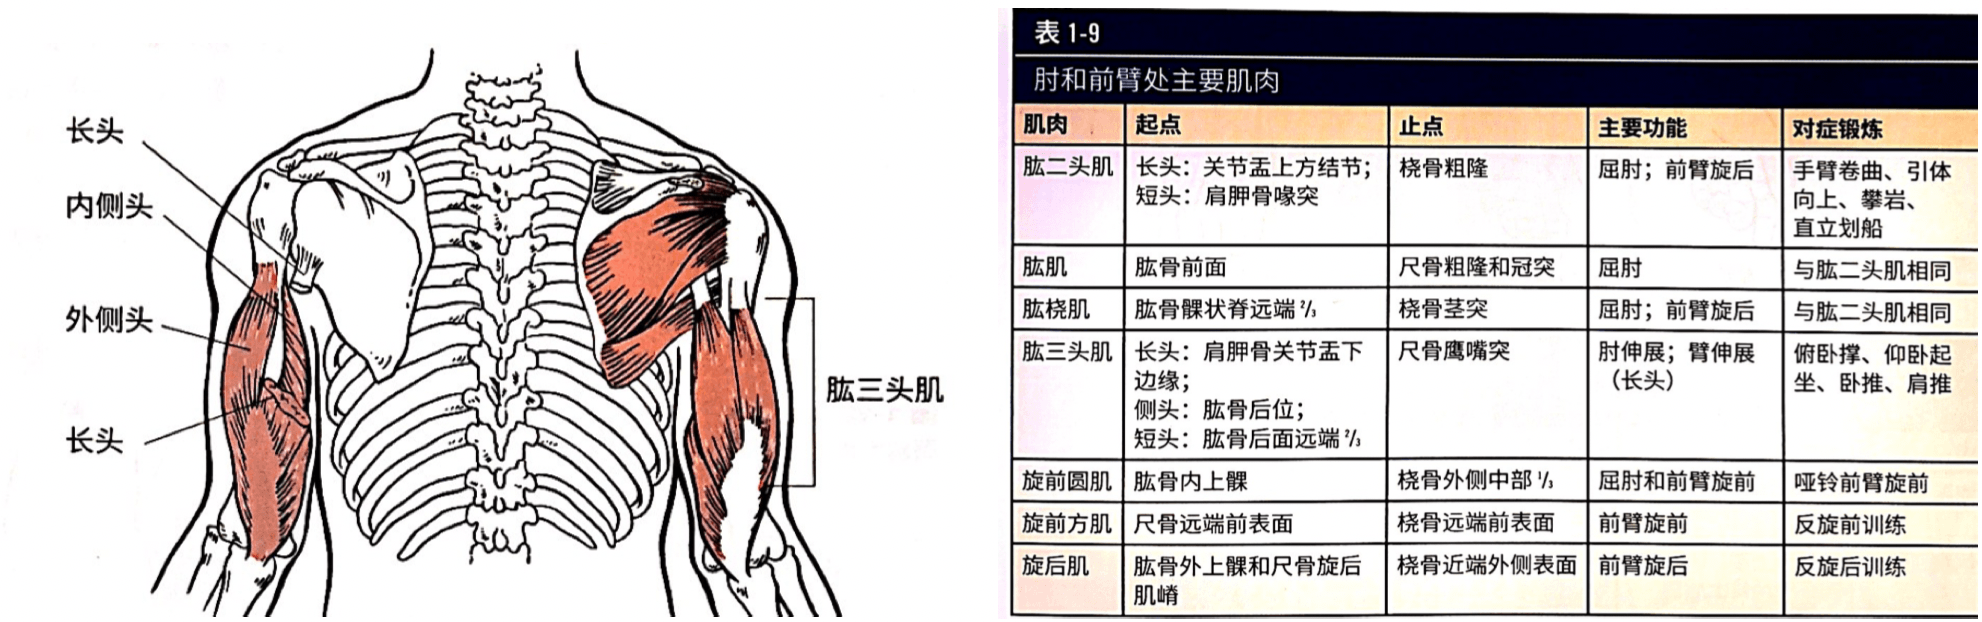 长头
内侧头
外侧头
长头
肱三头肌
表 1-9
肘和前臂处主要肌肉
肌肉 起点 止点 主要功能 对症锻炼
肱二头肌 长头：关节盂上方结节； 桡骨粗隆 屈肘；前臂旋后 手臂卷曲、引体
短头：肩胛骨喙突 向上、攀岩、
直立划船
肱肌 肱骨前面 尺骨粗隆和冠突 屈肘 与肱二头肌相同
肱桡肌 肱骨髁状脊远端 2/3 桡骨茎突 屈肘；前臂旋后 与肱二头肌相同
肱三头肌 长头：肩胛骨关节盂下 尺骨鹰嘴突 肘伸展；臂伸展 俯卧撑、仰卧起
边缘； （长头） 坐、卧推、肩推
侧头：肱骨后位；
短头：肱骨后面远端 2/3
旋前圆肌 肱骨内上髁 桡骨外侧中部 1/3 屈肘和前臂旋前 哑铃前臂旋前
旋前方肌 尺骨远端前表面 桡骨远端前表面 前臂旋前 反旋前训练
旋后肌 肱骨外上髁和尺骨旋后 桡骨近端外侧表面 前臂旋后 反旋后训练
肌嵴